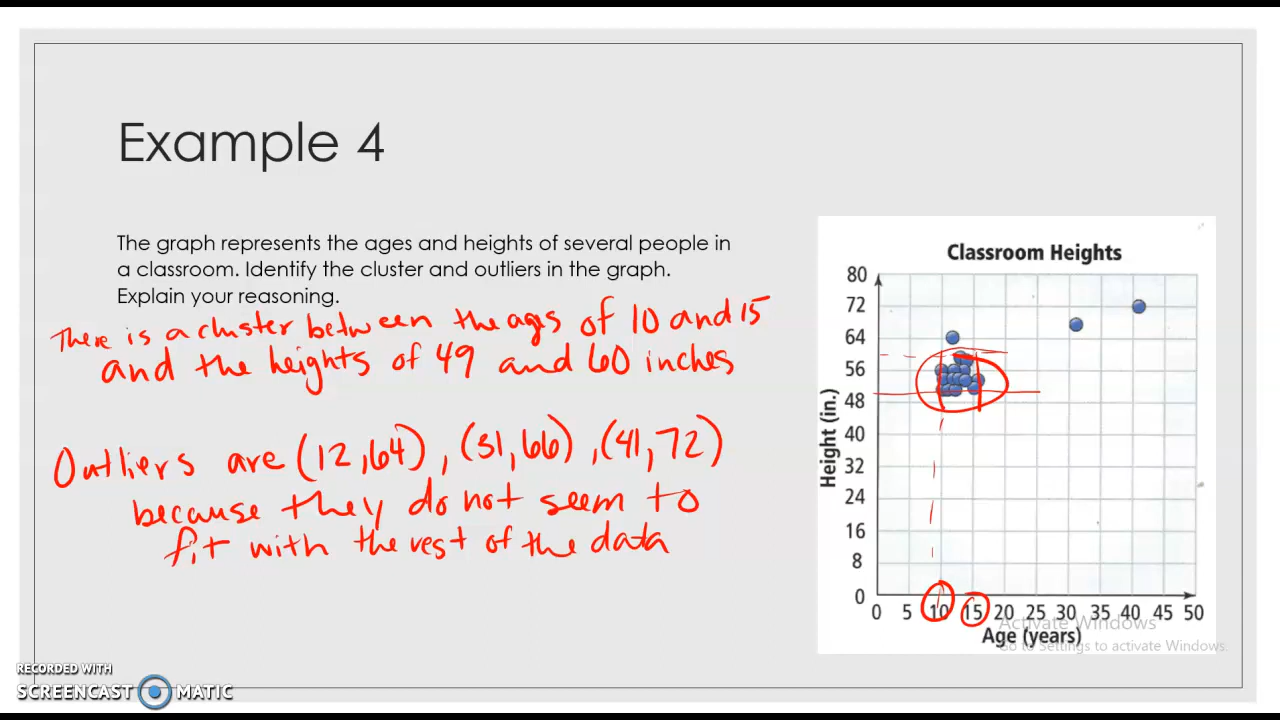 Example 4
The graph represents the ages and heights of several people in
a classroom. Identify the cluster and outliers in the graph.
Explain your reasoning.
There is a cluster between the ages of 10 and 15
and the heights of 49 and 60 inches
Outliers are (12,64), (31,66), (41,72)
because they do not seem to
fit with the rest of the data
Classroom Heights
80
72
64
56
48
40
32
24
16
8
0
Height (in.)
0 5 10 15 20 25 30 35 40 45 50
Age (years)
Activate Windows
Go to Settings to activate Windows.
RECORDED WITH
SCREENCAST MATIC